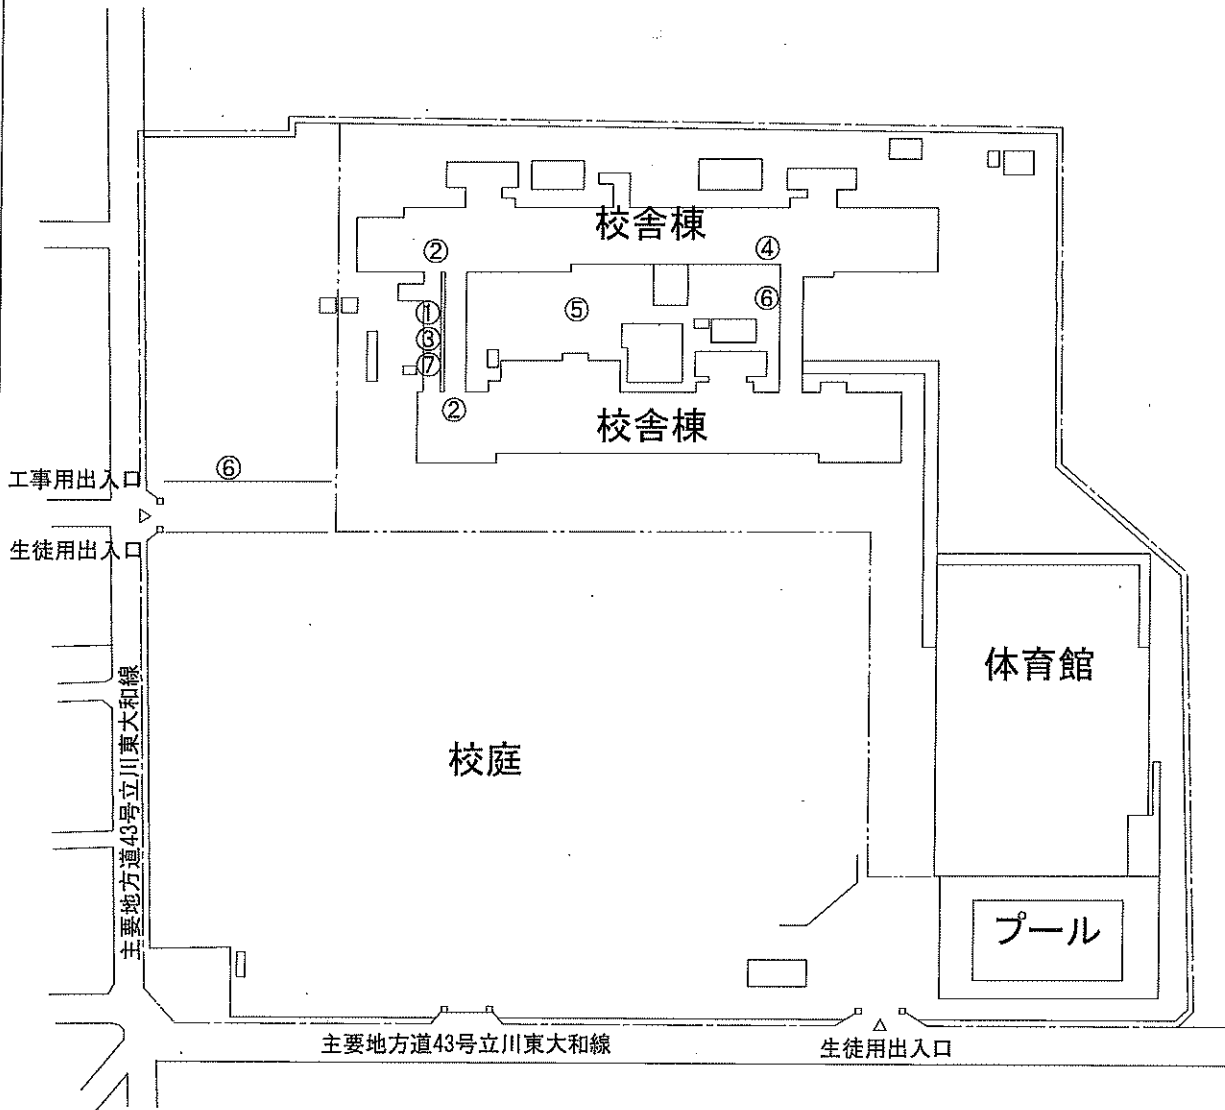 校舎棟
②
④
①
⑤
⑥
③
⑦
②
校舎棟
⑥
工事用出入口
生徒用出入口
主要地方道43号立川東大和線
体育館
校庭
プール
主要地方道43号立川東大和線
生徒用出入口